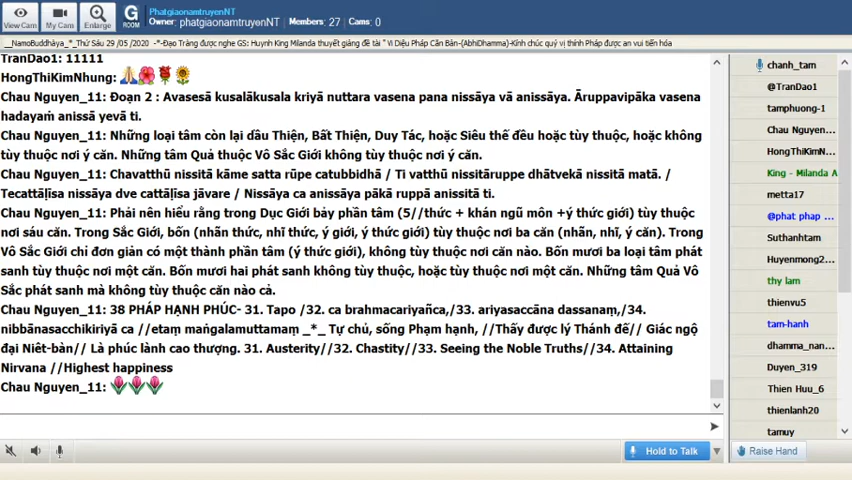 View Cam
My Cam
Enlarge
G
ROOM
PhatgiaonamtruyenNT
Owner: phatgiaonamtruyenNT Members: 27 Cams: 0
__NamoBuddhàya_*_Thứ Sáu 29 /05 /2020 -*-Đạo Tràng được nghe GS: Huynh King Milanda thuyết giảng đề tài " Vi Diệu Pháp Căn Bản-(AbhiDhamma)-Kính chúc quý vị thính Pháp được an vui tiến hóa
TranDao1: 11111
HongThiKimNhung:
Chau Nguyen_11: Đoạn 2 : Avasesā kusalākusala kriyā nuttara vasena pana nissāya vā anissāya. Āruppavipāka vasena
hadayaṁ anissā yevā ti.
Chau Nguyen_11: Những loại tâm còn lại dầu Thiện, Bất Thiện, Duy Tác, hoặc Siêu thế đều hoặc tùy thuộc, hoặc không
tùy thuộc nơi ý căn. Những tâm Quả thuộc Vô Sắc Giới không tùy thuộc nơi ý căn.
Chau Nguyen_11: Chavatthū nissitā kāme satta rūpe catubbidhā / Ti vatthū nissitāruppe dhātvekā nissitā matā. /
Tecattāḷisa nissāya dve cattāḷisa jāvare / Nissāya ca anissāya pākā ruppā anissitā ti.
Chau Nguyen_11: Phải nên hiểu rằng trong Dục Giới bảy phần tâm (5//thức + khán ngũ môn +ý thức giới) tùy thuộc
nơi sáu căn. Trong Sắc Giới, bốn (nhãn thức, nhĩ thức, ý giới, ý thức giới) tùy thuộc nơi ba căn (nhãn, nhĩ, ý căn). Trong
Vô Sắc Giới chỉ đơn giản có một thành phần tâm (ý thức giới), không tùy thuộc nơi căn nào. Bốn mươi ba loại tâm phát
sanh tùy thuộc nơi một căn. Bốn mươi hai phát sanh không tùy thuộc, hoặc tùy thuộc nơi một căn. Những tâm Quả Vô
Sắc phát sanh mà không tùy thuộc căn nào cả.
Chau Nguyen_11: 38 PHÁP HẠNH PHÚC- 31. Tapo /32. ca brahmacariyañca,/33. ariyasaccāna dassanaṃ,/34.
nibbānasacchikiriyā ca //etaṃ maṅgalamuttamaṃ _*_ Tự chủ, sống Phạm hạnh, //Thấy được lý Thánh đế// Giác ngộ
đại Niêt-bàn// Là phúc lành cao thượng. 31. Austerity//32. Chastity//33. Seeing the Noble Truths//34. Attaining
Nirvana //Highest happiness
Chau Nguyen_11:
chanh_tam
@TranDao1
tamphuong-1
Chau Nguyen...
HongThiKimN...
King - Milanda A
metta17
@phat phap ...
Suthanhtam
Huyenmong2...
thy lam
thienvu5
tam-hanh
dhamma_nan...
Duyen_319
Thien Huu_6
thienlanh20
tamuy
Hold to Talk
Raise Hand